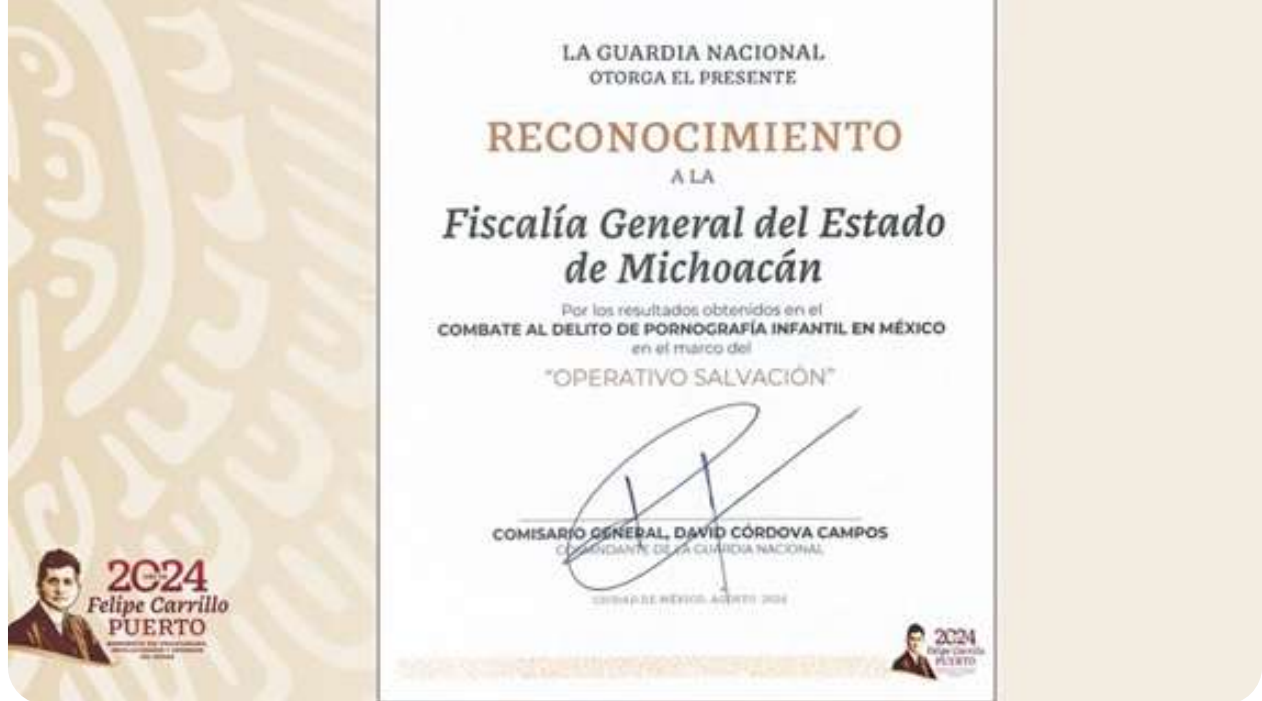 LA GUARDIA NACIONAL
OTORGA EL PRESENTE
RECONOCIMIENTO
A LA
Fiscalía General del Estado
de Michoacán
Por los resultados obtenidos en el
COMBATE AL DELITO DE PORNOGRAFÍA INFANTIL EN MÉXICO
en el marco del
"OPERATIVO SALVACIÓN"
COMISARIO GENERAL, DAVID CÓRDOVA CAMPOS
COMANDANTE DE LA GUARDIA NACIONAL
CIUDAD DE MÉXICO, AGOSTO 2024
2024
Felipe Carrillo
PUERTO
2024
Felipe Carrillo
PUERTO